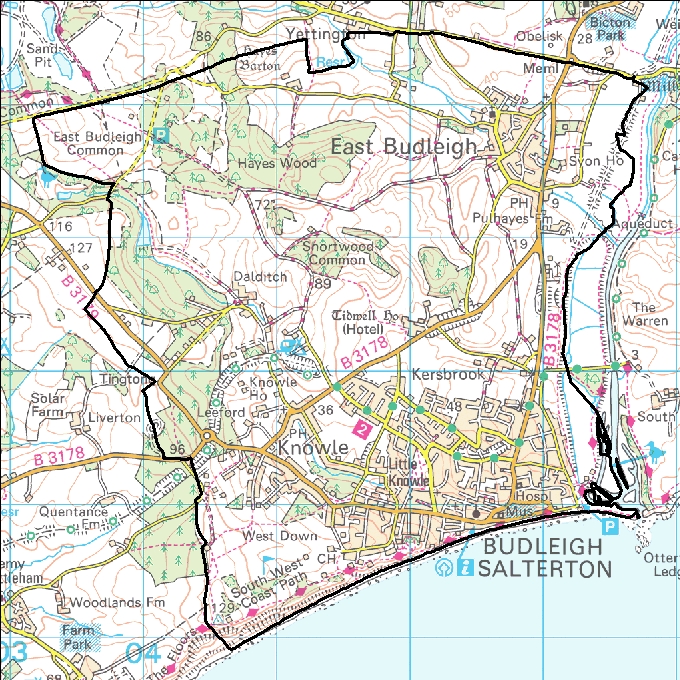 Yettington
Bicton
Park
Obelisk
28
86
Hayes
Barton
Resr
Meml
Sand
Pit
Common
East Budleigh
Common
P
East Budleigh
Hayes Wood
Syon Ho
72
PH
Pulhayes Fm
9
116
127
19
Aqueduct
Shortwood
Common
Dalditch
89
B 3178
B 3178
B 3178
Tidwell Ho
(Hotel)
The
Warren
3
Kersbrook
Knowle
Ho
Solar
Farm
Liverton
Leeford
36
48
PH
Knowle
2
South
B 3178
96
Little
Knowle
7
Quentance
Fm
Hosp
Mus
P
West Down
CH
BUDLEIGH
SALTERTON
i
Otter
Ledg
South West
Coast Path
129
Woodlands Fm
Farm
Park
The Floors
03
04
68